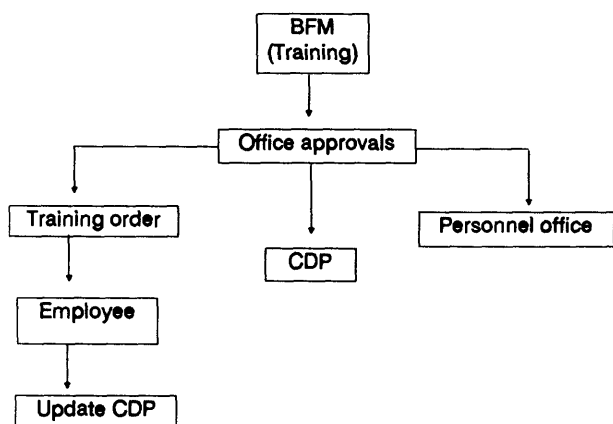 BFM
(Training)
Office approvals
Training order
Personnel office
CDP
Employee
Update CDP